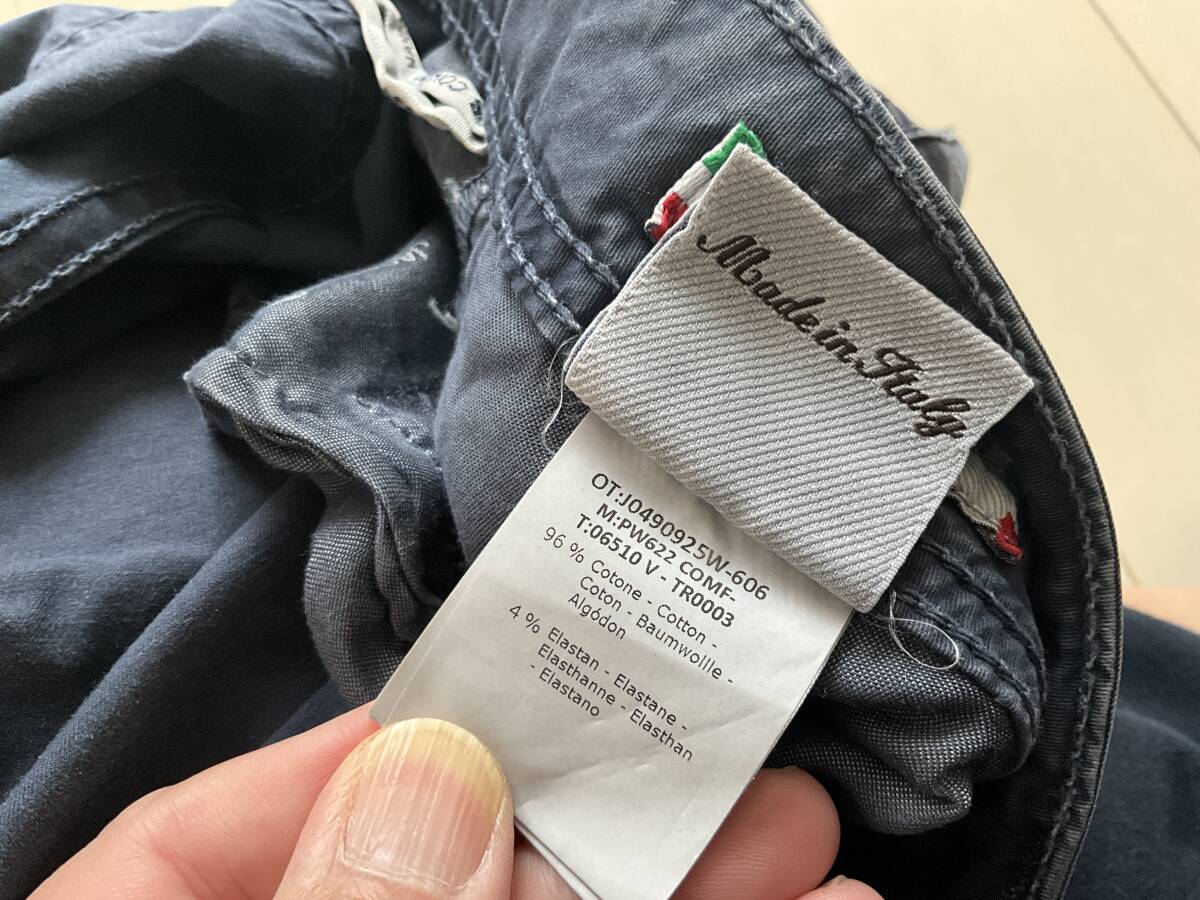 Made in Italy
OT:J0490925W-606
M:PW622 COMF-
T:06510 V - TR0003
96 % Cotone - Cotton -
Coton - Baumwollle -
Algódon
4 % Elastan - Elastane -
Elasthanne - Elasthan
- Elastano